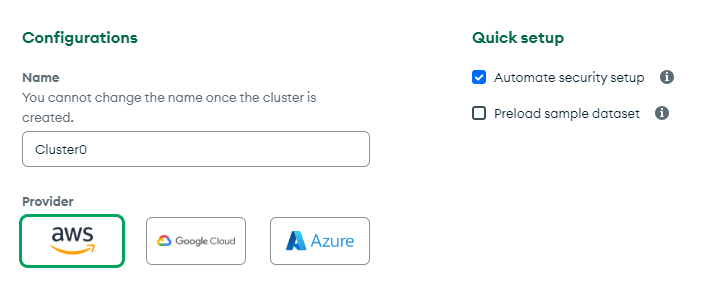 Configurations
Name
You cannot change the name once the cluster is
created.
Cluster0
Provider
aws
Google Cloud
Azure
Quick setup
Automate security setup
Preload sample dataset